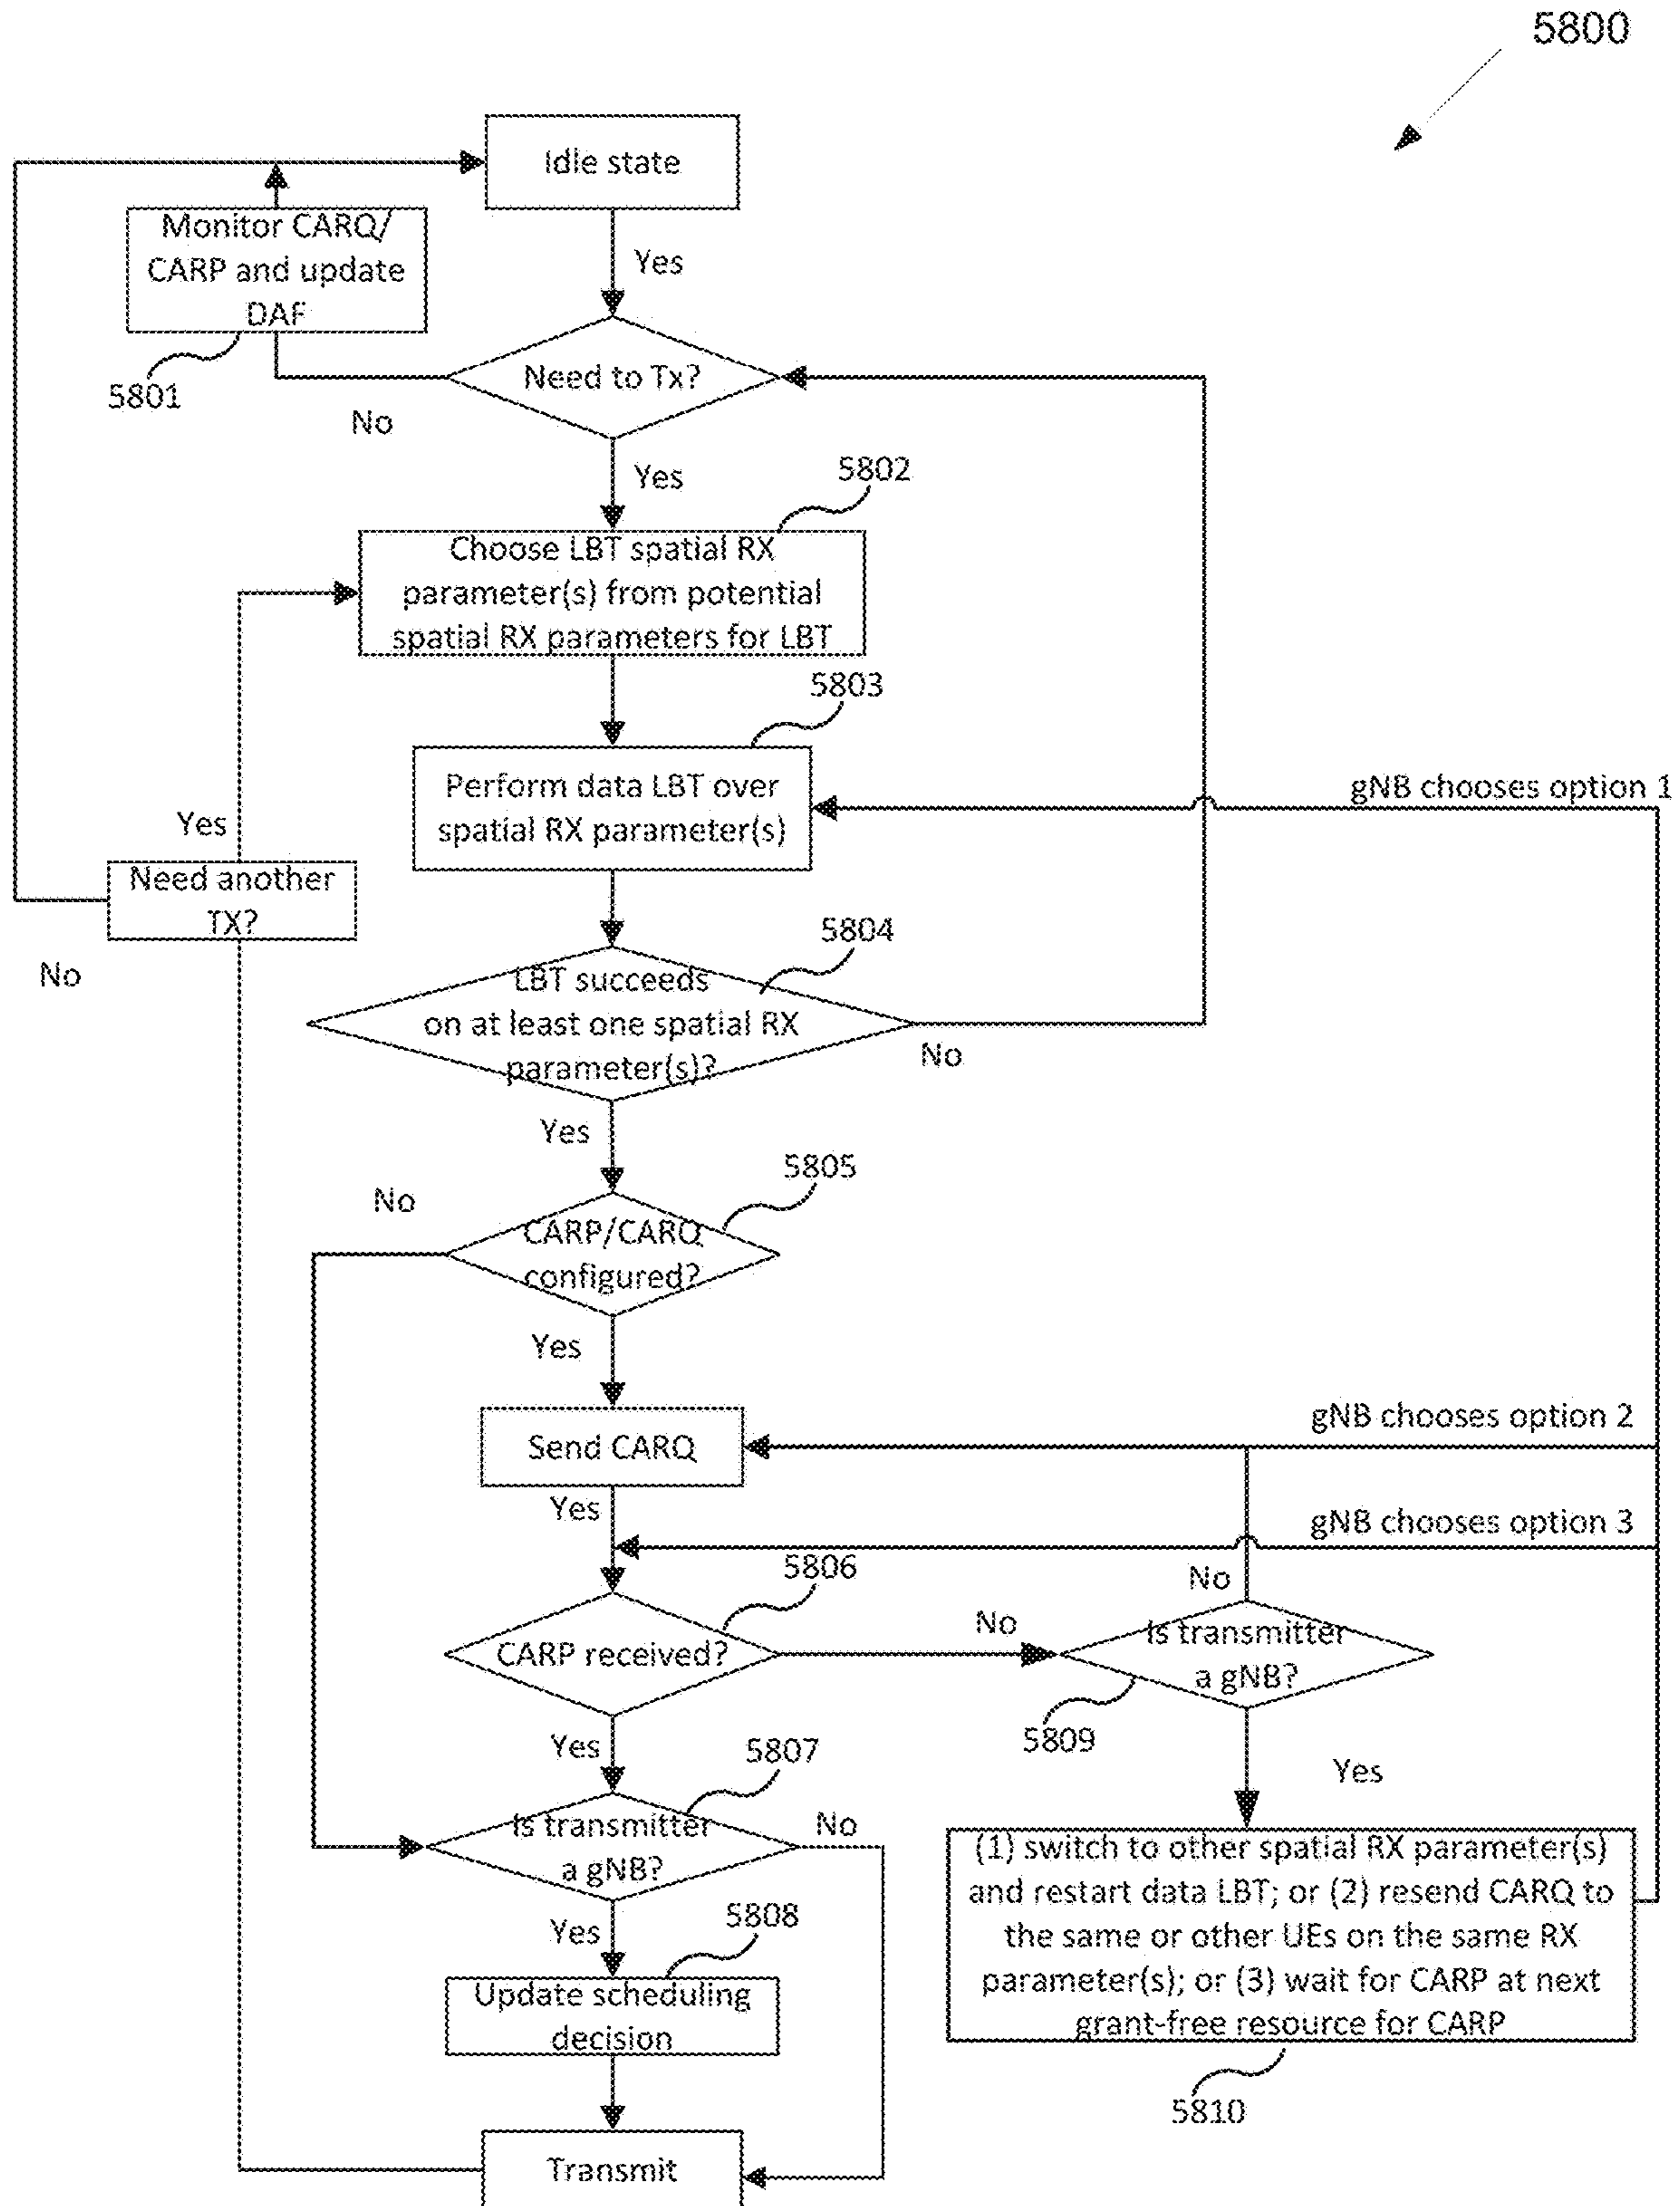 5800
Idle state
Monitor CARQ/
CARP and update
DAF
5801
Yes
Need to Tx?
No
Yes
5802
Choose LBT spatial RX
parameter(s) from potential
spatial RX parameters for LBT
5803
Perform data LBT over
spatial RX parameter(s)
gNB chooses option 1
Yes
Need another
TX?
No
5804
LBT succeeds
on at least one spatial RX
parameter(s)?
No
Yes
5805
No
CARP/CARQ
configured?
Yes
Send CARQ
gNB chooses option 2
Yes
gNB chooses option 3
5806
CARP received?
No
No
Is transmitter
a gNB?
5809
Yes
Yes
5807
Is transmitter
a gNB?
No
Yes
5808
Update scheduling
decision
(1) switch to other spatial RX parameter(s)
and restart data LBT; or (2) resend CARQ to
the same or other UEs on the same RX
parameter(s); or (3) wait for CARP at next
grant-free resource for CARP
5810
Transmit